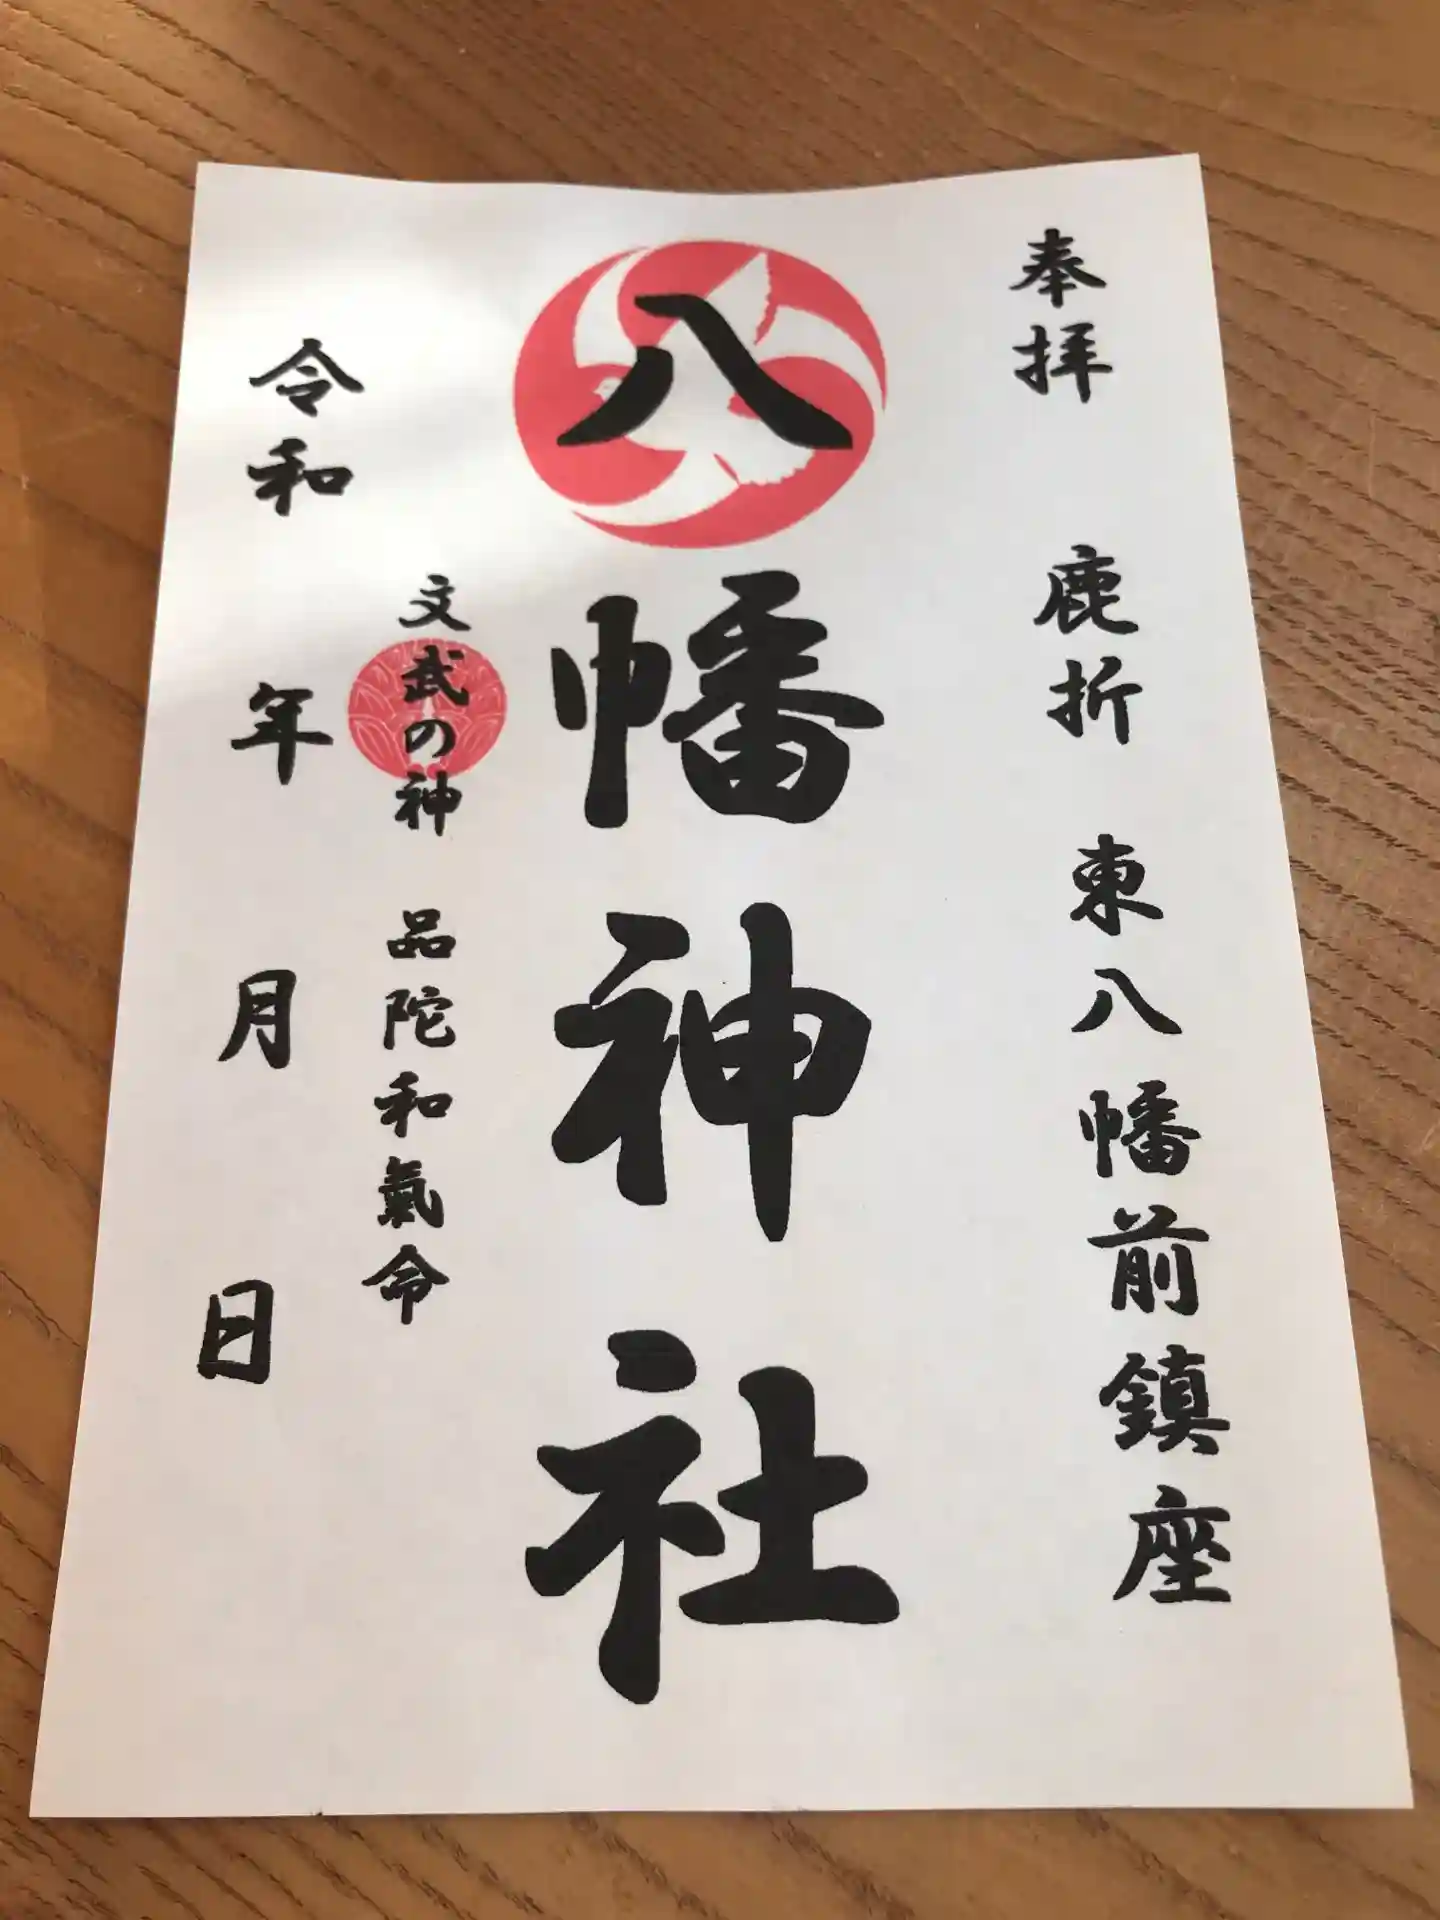 奉拝　鹿折　東八幡前鎮座
八幡神社
文武の神　品陀和氣命
令和　年　月　日